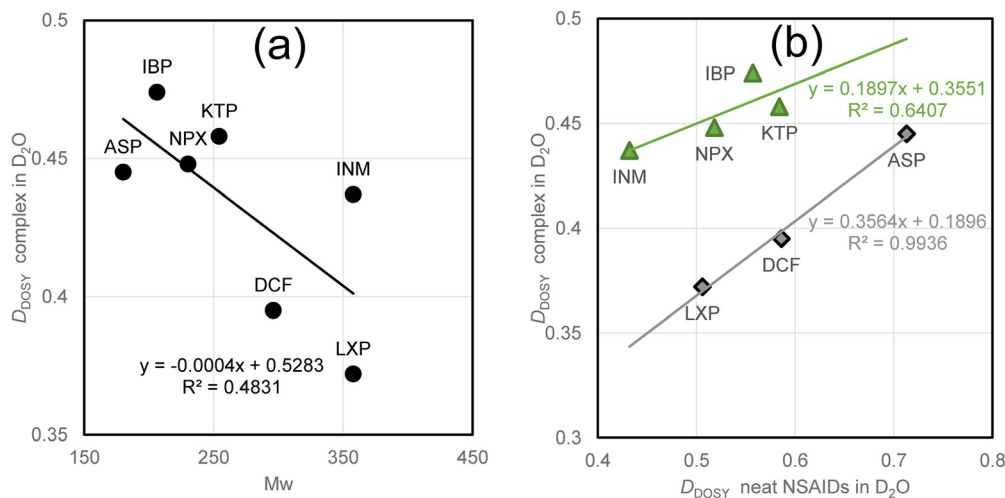 (a)
0.5
0.45
0.4
0.35
150
250
350
450
D_DOSY complex in D₂O
Mw
IBP
KTP
NPX
ASP
INM
DCF
LXP
y = -0.0004x + 0.5283
R² = 0.4831
(b)
0.5
0.45
0.4
0.35
0.3
0.4
0.5
0.6
0.7
0.8
D_DOSY complex in D₂O
D_DOSY neat NSAIDs in D₂O
IBP
KTP
NPX
INM
y = 0.1897x + 0.3551
R² = 0.6407
ASP
DCF
LXP
y = 0.3564x + 0.1896
R² = 0.9936